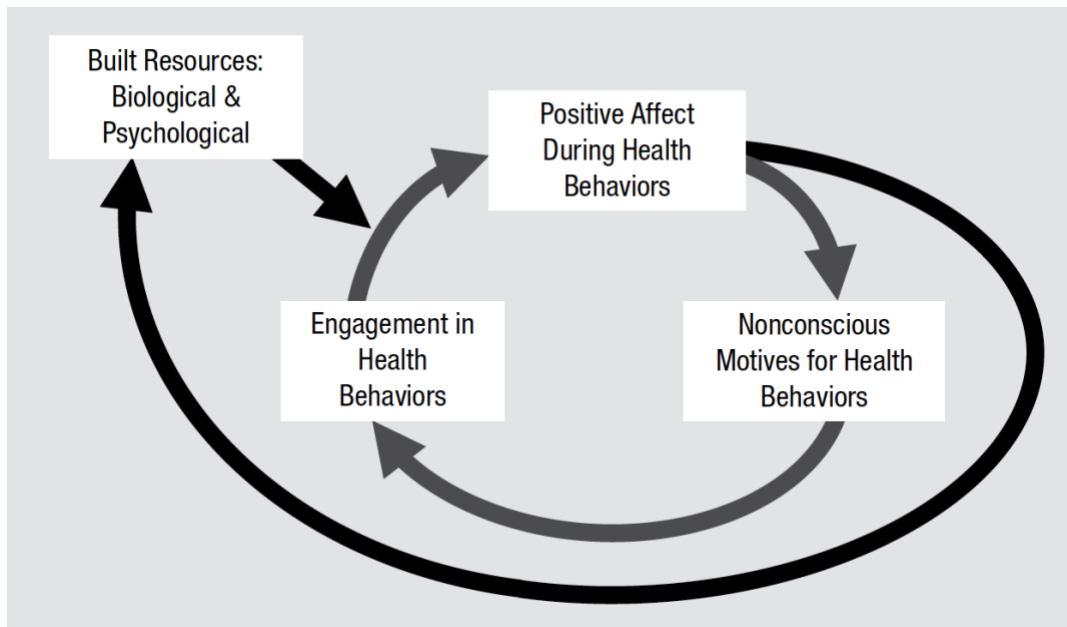 Built Resources:
Biological &
Psychological
Positive Affect
During Health
Behaviors
Engagement in
Health
Behaviors
Nonconscious
Motives for Health
Behaviors